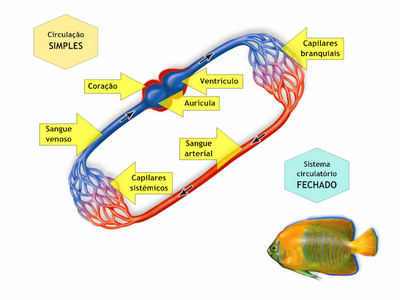 Circulação
SIMPLES
Capilares
branquiais
Ventrículo
Coração
Aurícula
Sangue
venoso
Sangue
arterial
Capilares
sistémicos
Sistema
circulatório
FECHADO